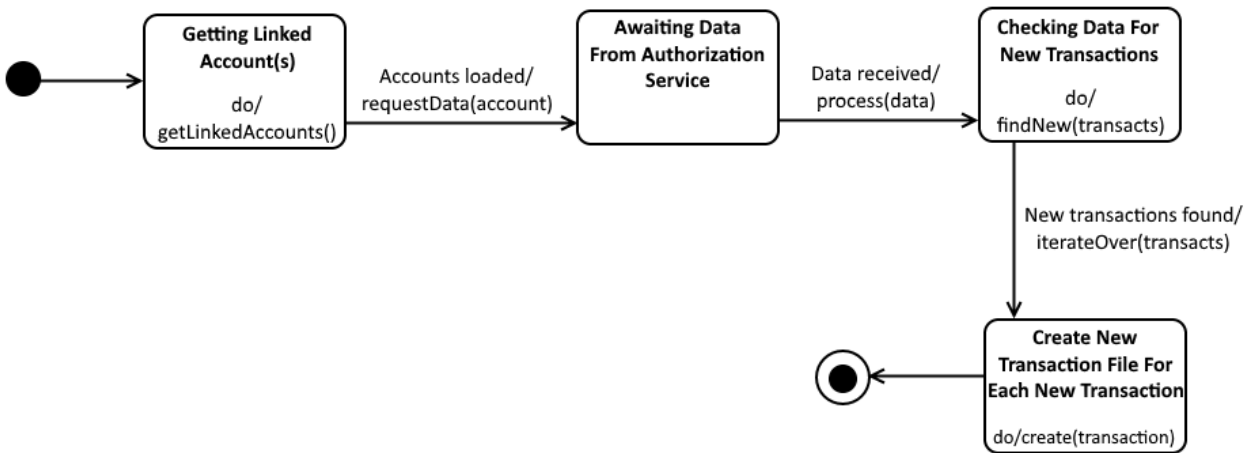 Getting Linked
Account(s)
do/
getLinkedAccounts()
Accounts loaded/
requestData(account)
Awaiting Data
From Authorization
Service
Data received/
process(data)
Checking Data For
New Transactions
do/
findNew(transacts)
New transactions found/
iterateOver(transacts)
Create New
Transaction File For
Each New Transaction
do/create(transaction)